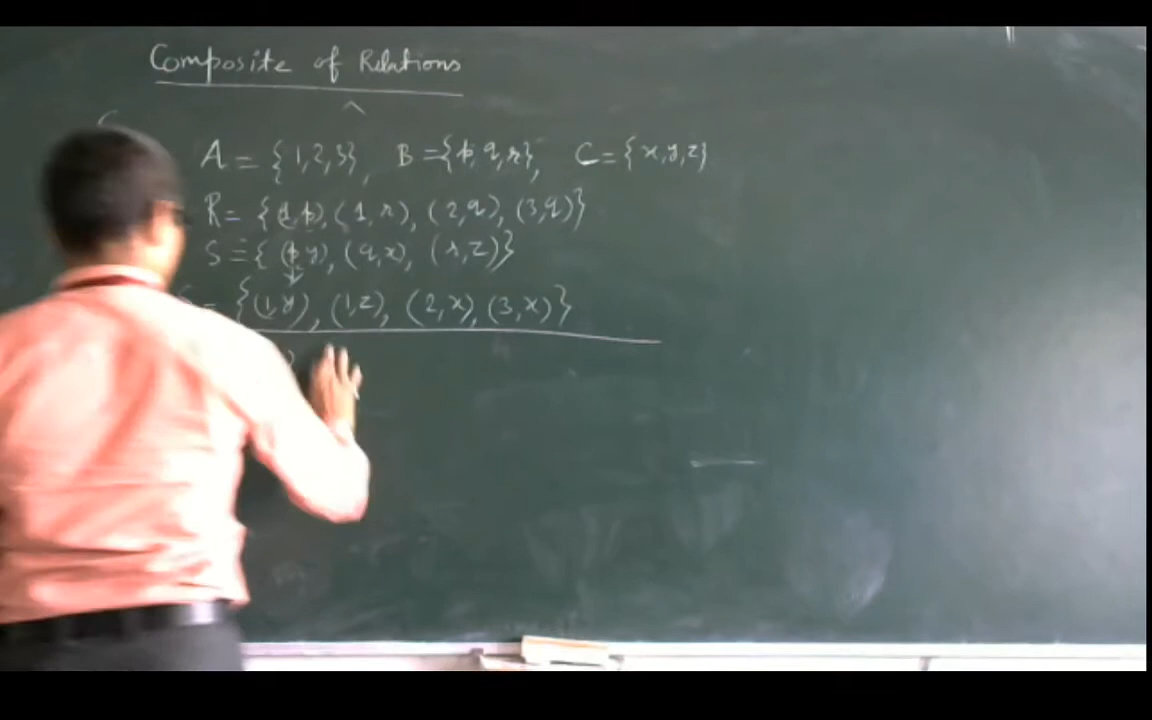 Composite of Relations
A = {1,2,3}, B = {p,q,r}, C = {x,y,z}
R = {(1,p), (1,r), (2,q), (3,q)}
S = {(p,y), (q,x), (r,z)}
= {(1,y), (1,z), (2,x), (3,x)}